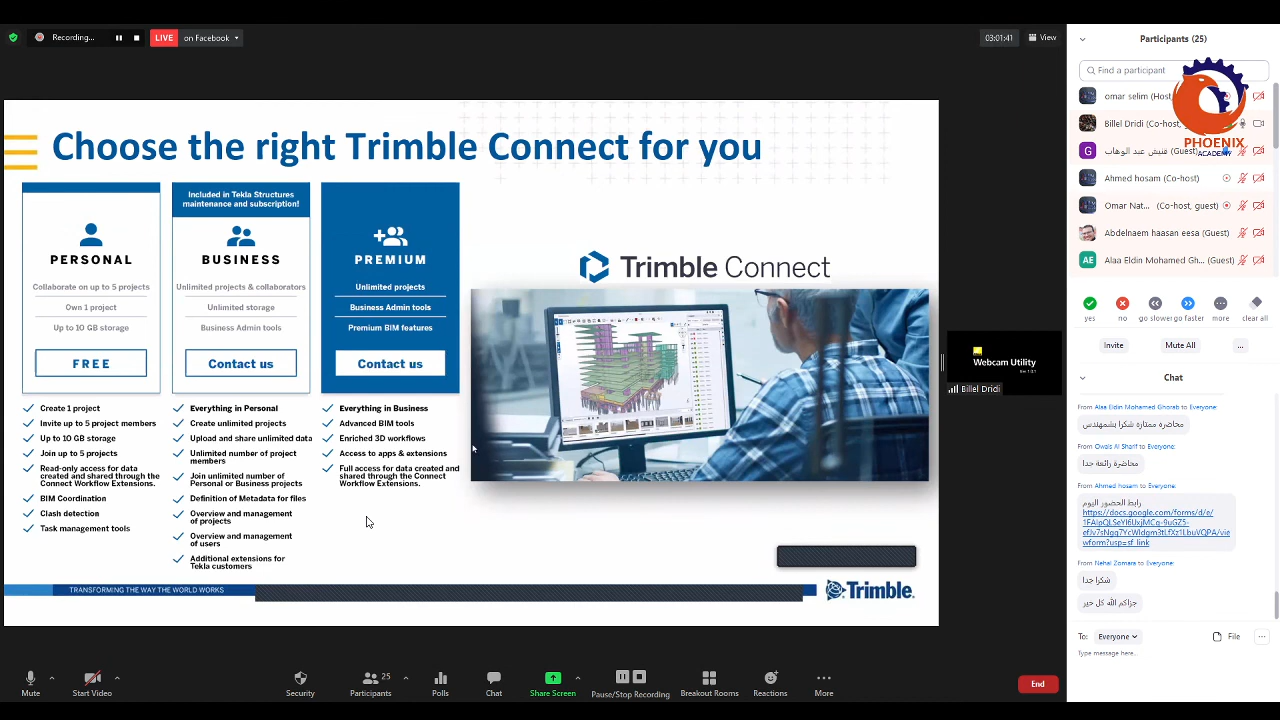 Recording...
LIVE
on Facebook
03:01:41
View
Choose the right Trimble Connect for you
PERSONAL
Collaborate on up to 5 projects
Own 1 project
Up to 10 GB storage
FREE
Create 1 project
Invite up to 5 project members
Up to 10 GB storage
Join up to 5 projects
Read-only access for data
created and shared through the
Connect Workflow Extensions.
BIM Coordination
Clash detection
Task management tools
Included in Tekla Structures
maintenance and subscription!
BUSINESS
Unlimited projects & collaborators
Unlimited storage
Business Admin tools
Contact us
Everything in Personal
Create unlimited projects
Upload and share unlimited data
Unlimited number of project
members
Join unlimited number of
Personal or Business projects
Definition of Metadata for files
Overview and management
of projects
Overview and management
of users
Additional extensions for
Tekla customers
PREMIUM
Unlimited projects
Business Admin tools
Premium BIM features
Contact us
Everything in Business
Advanced BIM tools
Enriched 3D workflows
Access to apps & extensions
Full access for data created and
shared through the Connect
Workflow Extensions.
Trimble Connect
TRANSFORMING THE WAY THE WORLD WORKS
Trimble
Webcam Utility
Billel Dridi
Participants (25)
Find a participant
omar selim (Host,
Billel Dridi (Co-host,
(Guest)
Ahmed hosam (Co-host)
Omar Nat... (Co-host, guest)
Abdelnaem haasan eesa (Guest)
AE
Alaa Eldin Mohamed Gh... (Guest)
PHOENIX
ACADEMY
yes
no
go slower
go faster
more
clear all
Invite
Mute All
...
Chat
From Alaa Eldin Mohamed Ghorab to Everyone:
محاضره ممتازه شكرا بشمهندس
From Owais Al Sharif to Everyone:
محاضرة رائعة جدا
From Ahmed hosam to Everyone:
رابط الحضور اليوم
https://docs.google.com/forms/d/e/
From Nehal Zomara to Everyone:
شكرا جدا
جزاكم الله كل خير
To: Everyone
File
Type message here...
Mute
Start Video
Security
25
Participants
Polls
Chat
Share Screen
Pause/Stop Recording
Breakout Rooms
Reactions
More
End